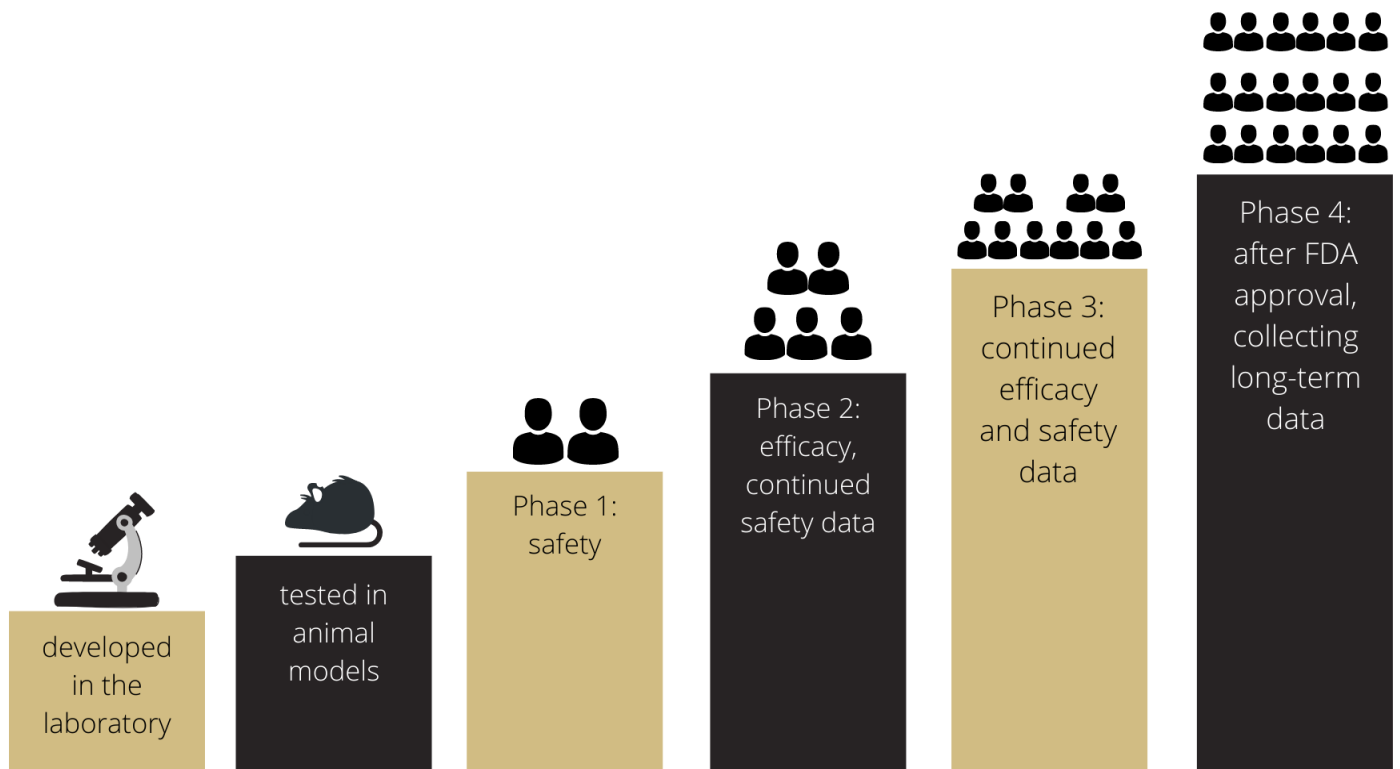 developed
in the
laboratory
tested in
animal
models
Phase 1:
safety
Phase 2:
efficacy,
continued
safety data
Phase 3:
continued
efficacy
and safety
data
Phase 4:
after FDA
approval,
collecting
long-term
data